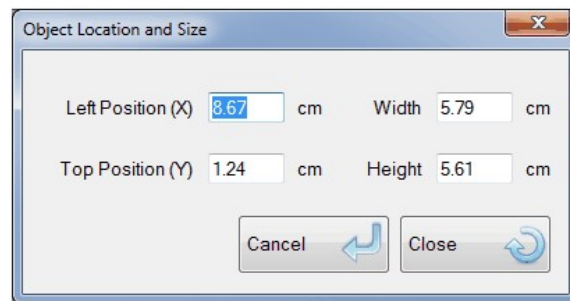 Object Location and Size
Left Position (X) 8.67 cm Width 5.79 cm
Top Position (Y) 1.24 cm Height 5.61 cm
Cancel Close